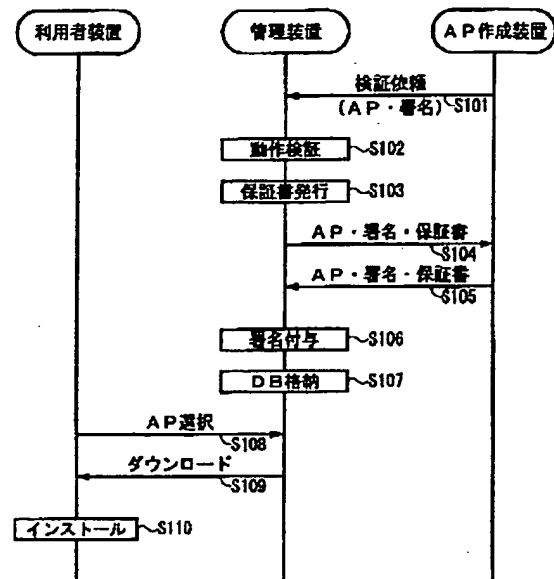 利用者装置
管理装置
AP作成装置
検証依頼
(AP・署名)
S101
動作検証
S102
保証書発行
S103
AP・署名・保証書
S104
AP・署名・保証書
S105
署名付与
S106
DB格納
S107
AP選択
S108
ダウンロード
S109
インストール
S110